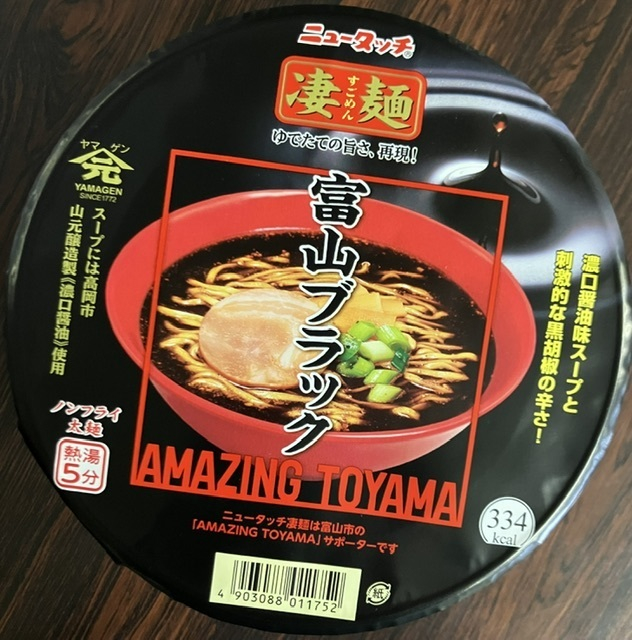 ニュータッチ®
凄麺
すごめん
ゆでたての旨さ、再現!
ヤマゲン
元
YAMAGEN
SINCE1772
スープには高岡市
山元醸造製《濃口醤油》使用
富山ブラック
濃口醤油味スープと
刺激的な黒胡椒の辛さ!
ノンフライ
太麺
熱湯
5分
AMAZING TOYAMA
ニュータッチ凄麺は富山市の
「AMAZING TOYAMA」サポーターです
334
kcal
4 903088 011752
紙